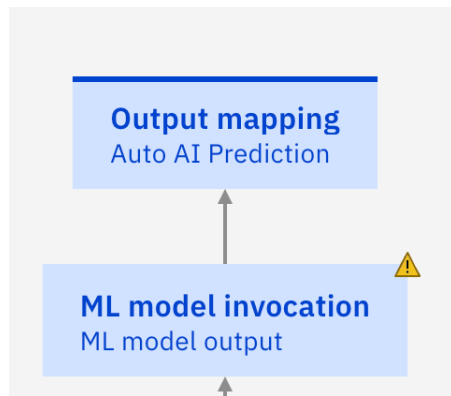 Output mapping
Auto AI Prediction
ML model invocation
ML model output